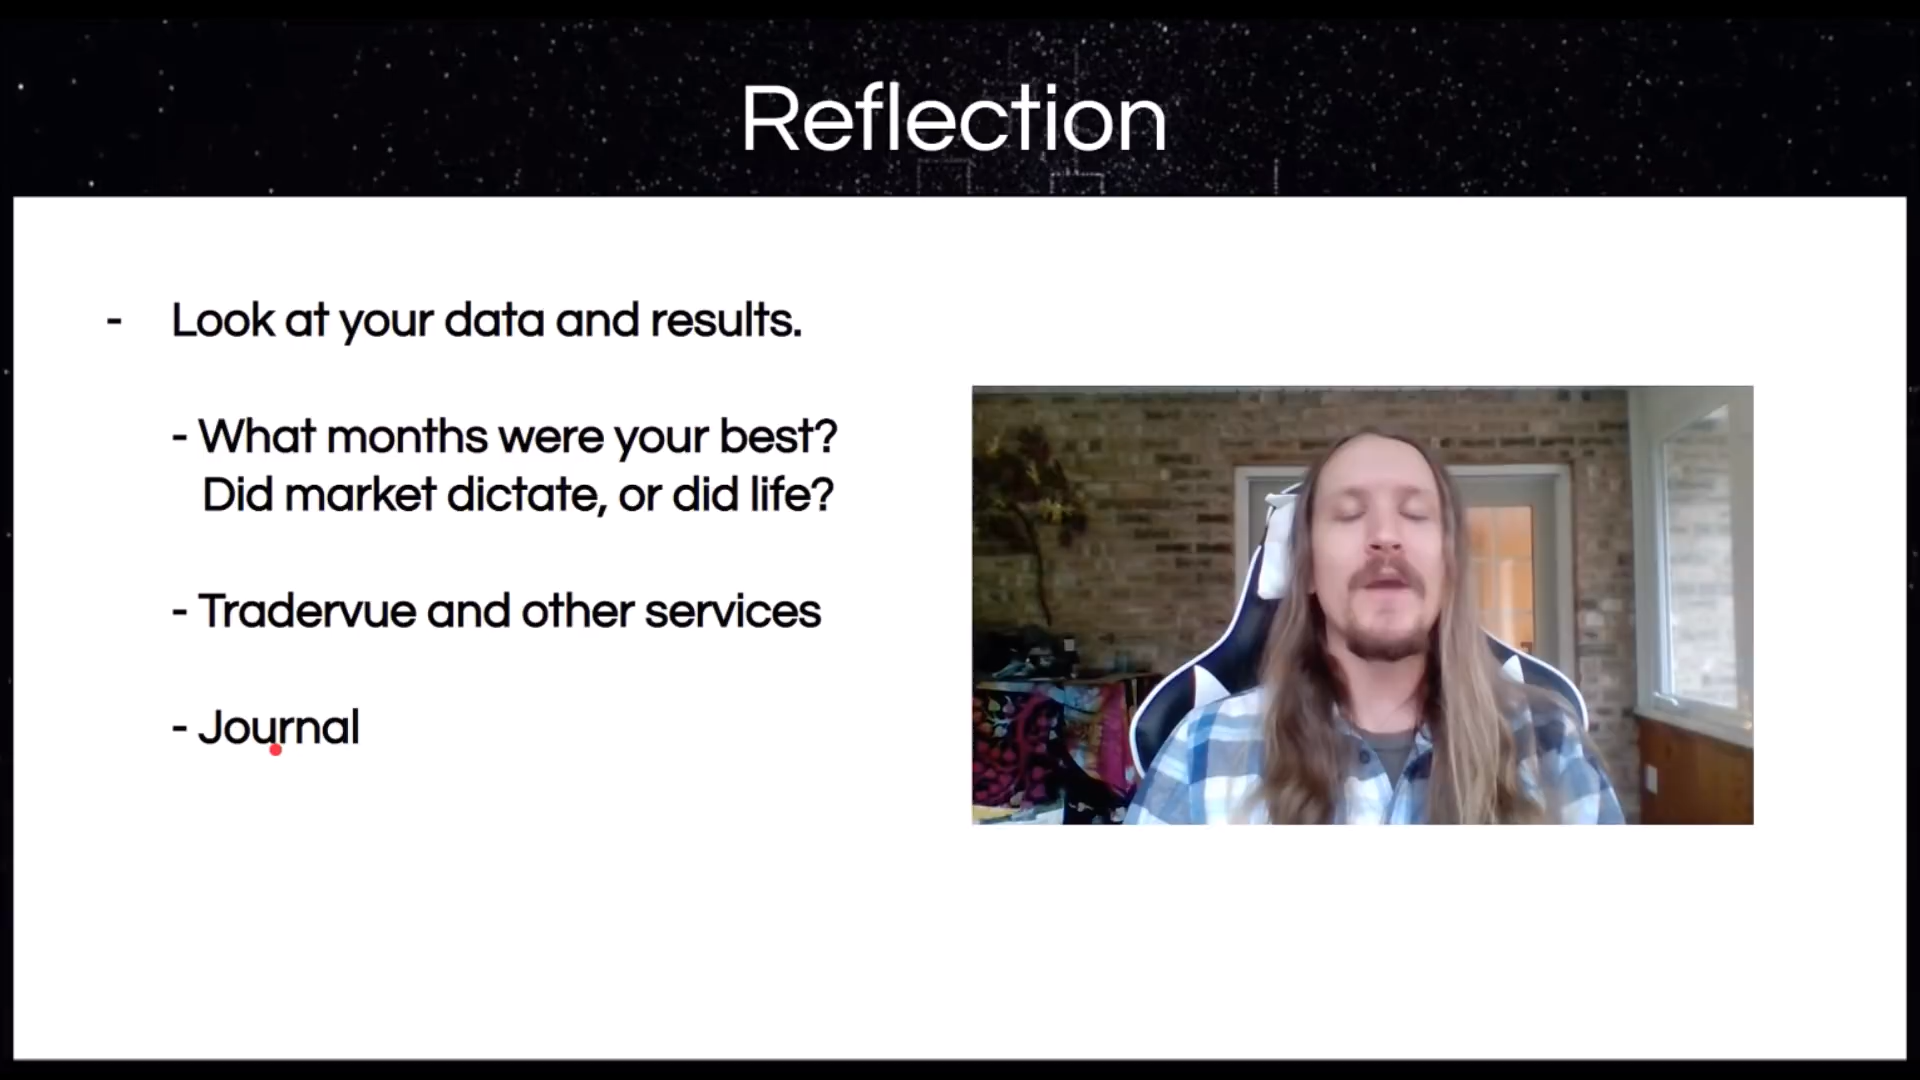 Reflection
- Look at your data and results.
- What months were your best?
Did market dictate, or did life?
- Tradervue and other services
- Journal